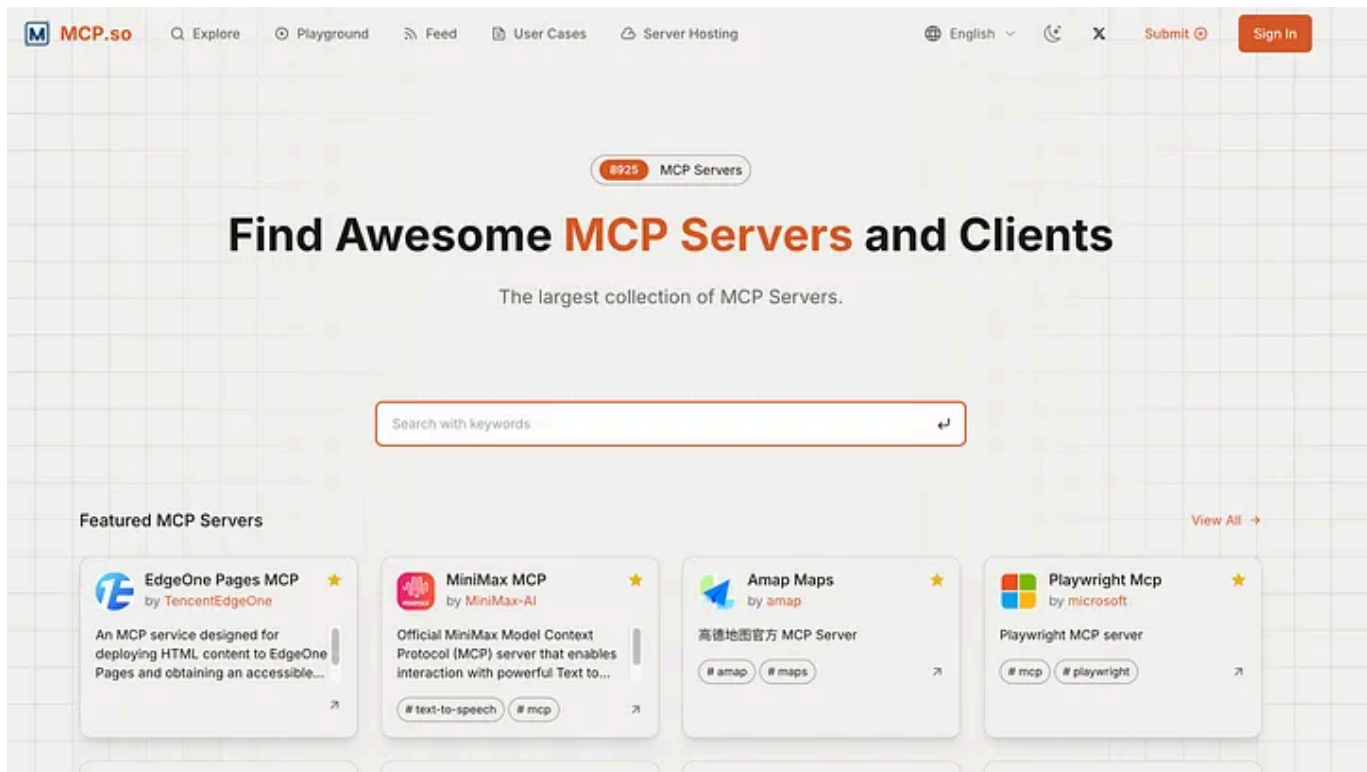 MCP.so
Explore
Playground
Feed
User Cases
Server Hosting
English
Submit
Sign In
8925 MCP Servers
Find Awesome MCP Servers and Clients
The largest collection of MCP Servers.
Search with keywords
Featured MCP Servers
View All
EdgeOne Pages MCP
by TencentEdgeOne
An MCP service designed for
deploying HTML content to EdgeOne
Pages and obtaining an accessible...
MiniMax MCP
by MiniMax-AI
Official MiniMax Model Context
Protocol (MCP) server that enables
interaction with powerful Text to...
# text-to-speech # mcp
Amap Maps
by amap
高德地图官方 MCP Server
# amap # maps
Playwright Mcp
by microsoft
Playwright MCP server
# mcp # playwright